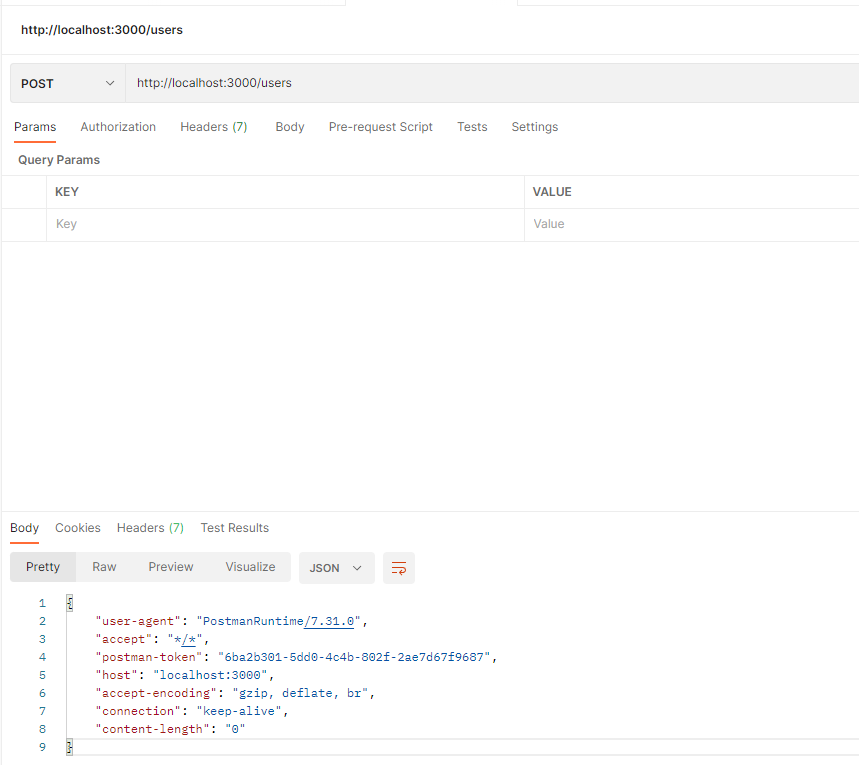 http://localhost:3000/users
POST http://localhost:3000/users
Params Authorization Headers (7) Body Pre-request Script Tests Settings
Query Params
KEY VALUE
Key Value
Body Cookies Headers (7) Test Results
Pretty Raw Preview Visualize JSON
1 {
2 "user-agent": "PostmanRuntime/7.31.0",
3 "accept": "*/*",
4 "postman-token": "6ba2b301-5dd0-4c4b-802f-2ae7d67f9687",
5 "host": "localhost:3000",
6 "accept-encoding": "gzip, deflate, br",
7 "connection": "keep-alive",
8 "content-length": "0"
9 }